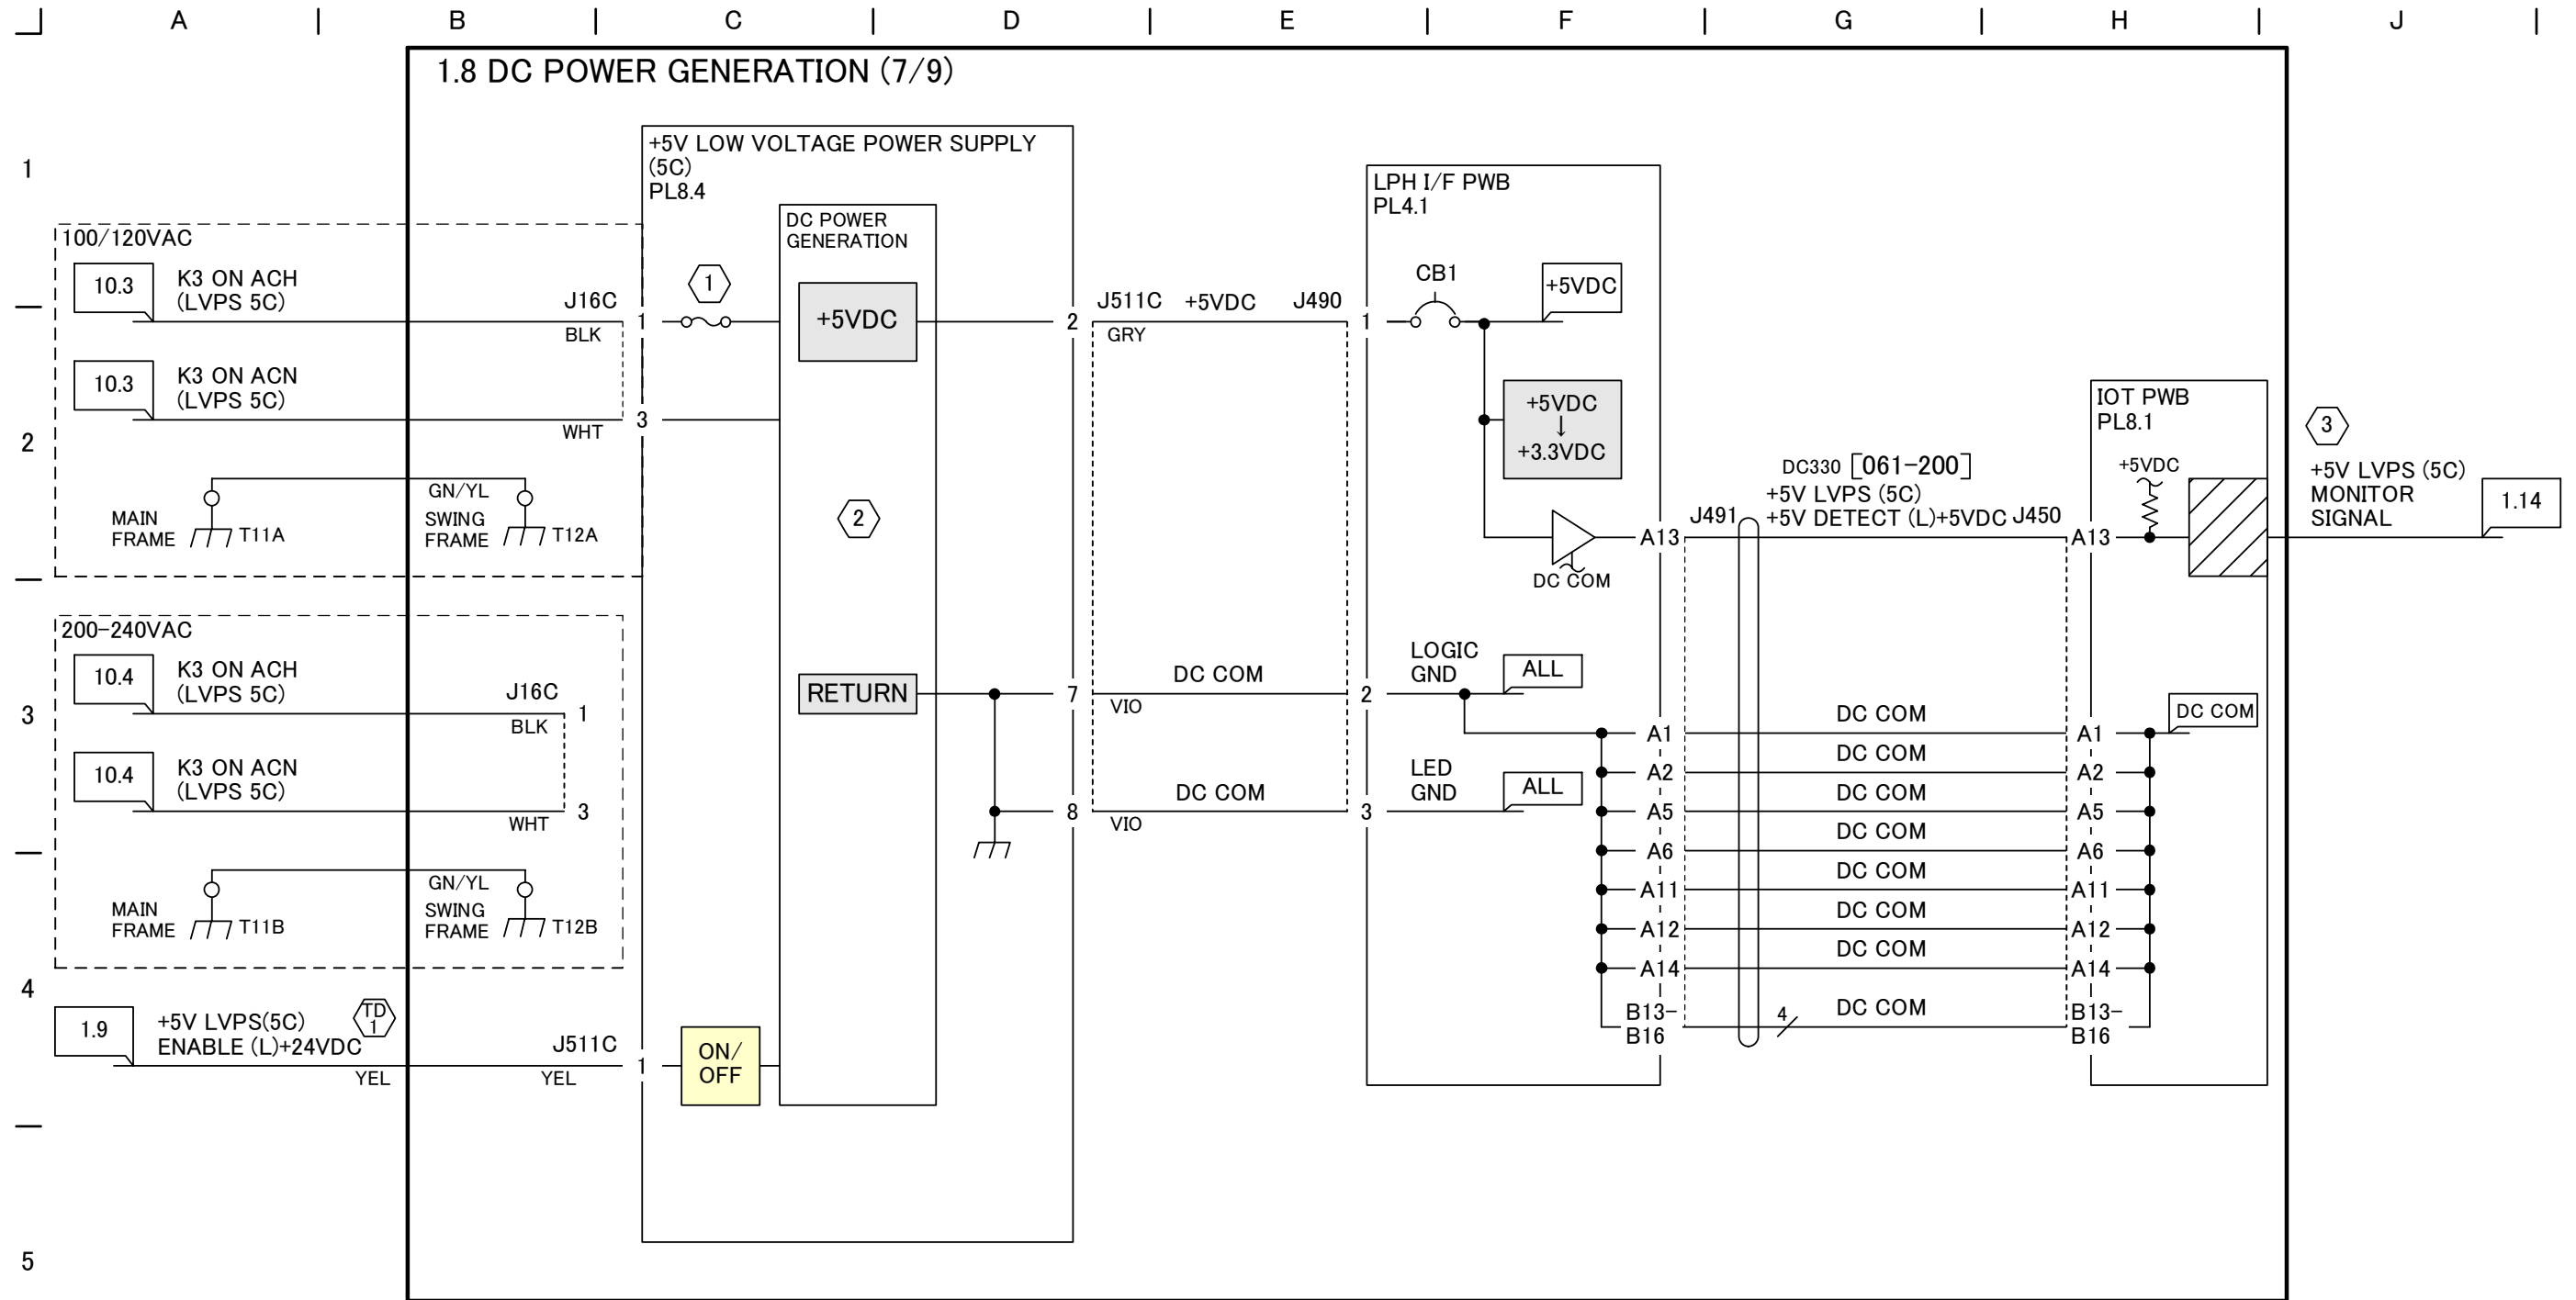 A
B
C
D
E
F
G
H
J
1.8 DC POWER GENERATION (7/9)
1
2
3
4
5
+5V LOW VOLTAGE POWER SUPPLY
(5C)
PL8.4
DC POWER
GENERATION
+5VDC
RETURN
1
2
ON/
OFF
100/120VAC
10.3
K3 ON ACH
(LVPS 5C)
J16C
BLK
1
10.3
K3 ON ACN
(LVPS 5C)
WHT
3
GN/YL
MAIN
FRAME
T11A
SWING
FRAME
T12A
200-240VAC
10.4
K3 ON ACH
(LVPS 5C)
J16C
BLK
1
10.4
K3 ON ACN
(LVPS 5C)
WHT
3
GN/YL
MAIN
FRAME
T11B
SWING
FRAME
T12B
1.9
+5V LVPS(5C)
ENABLE (L)+24VDC
TD
1
YEL
J511C
YEL
1
2
J511C
+5VDC
J490
GRY
1
7
DC COM
VIO
2
8
DC COM
VIO
3
LPH I/F PWB
PL4.1
CB1
+5VDC
+5VDC
↓
+3.3VDC
DC COM
LOGIC
GND
ALL
LED
GND
ALL
A13
A1
A2
A5
A6
A11
A12
A14
B13-
B16
DC330 [061-200]
+5V LVPS (5C)
J491
+5V DETECT (L)+5VDC
J450
DC COM
DC COM
DC COM
DC COM
DC COM
DC COM
DC COM
4
DC COM
IOT PWB
PL8.1
+5VDC
A13
DC COM
A1
A2
A5
A6
A11
A12
A14
B13-
B16
3
+5V LVPS (5C)
MONITOR
SIGNAL
1.14